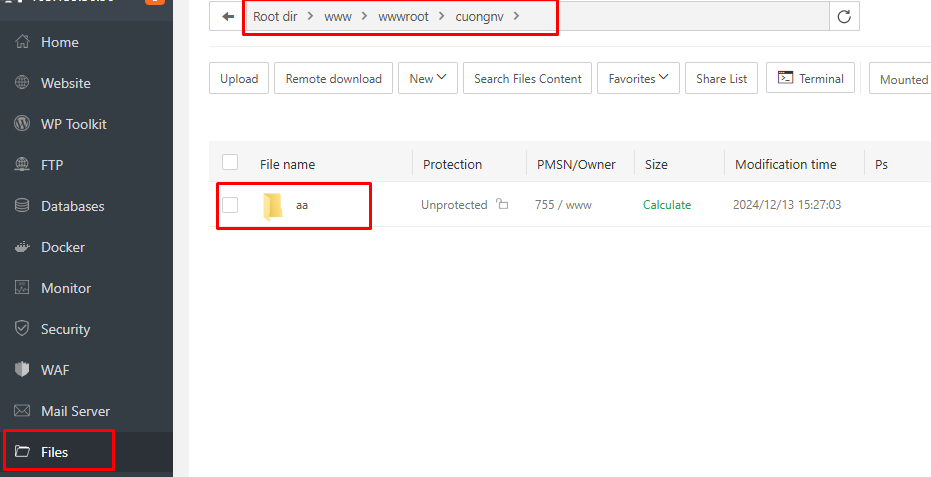 Root dir > www > wwwroot > cuongnv >
Home
Website
WP Toolkit
FTP
Databases
Docker
Monitor
Security
WAF
Mail Server
Files
Upload Remote download New Search Files Content Favorites Share List Terminal Mounted
File name Protection PMSN/Owner Size Modification time Ps
aa Unprotected 755 / www Calculate 2024/12/13 15:27:03